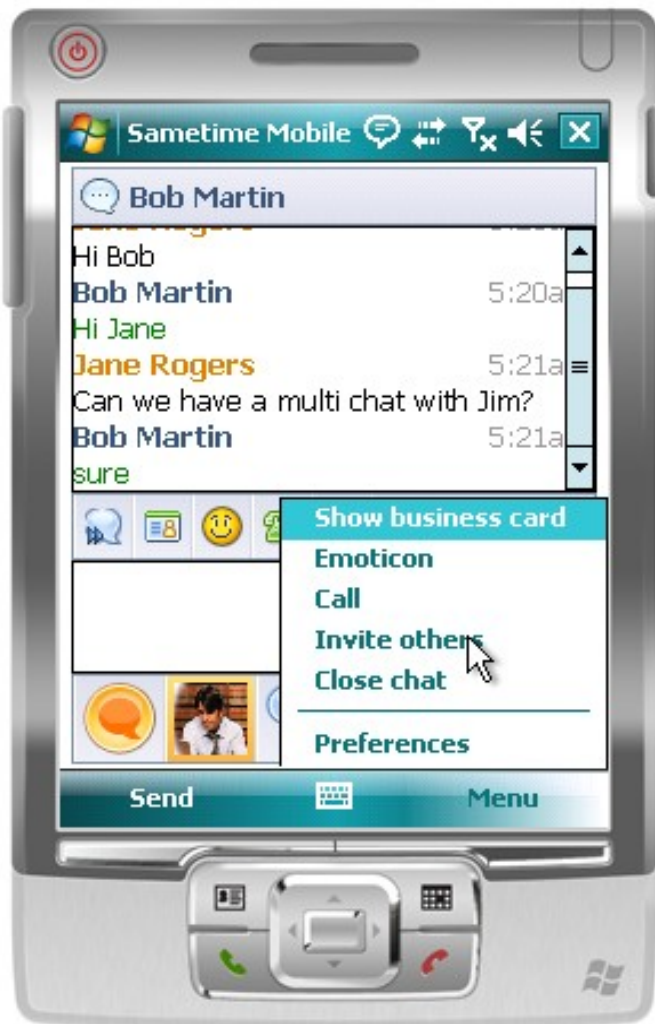 Sametime Mobile
Bob Martin
Jane Rogers
Hi Bob
Bob Martin 5:20a
Hi Jane
Jane Rogers 5:21a
Can we have a multi chat with Jim?
Bob Martin 5:21a
sure
Show business card
Emoticon
Call
Invite others
Close chat
Preferences
Send Menu